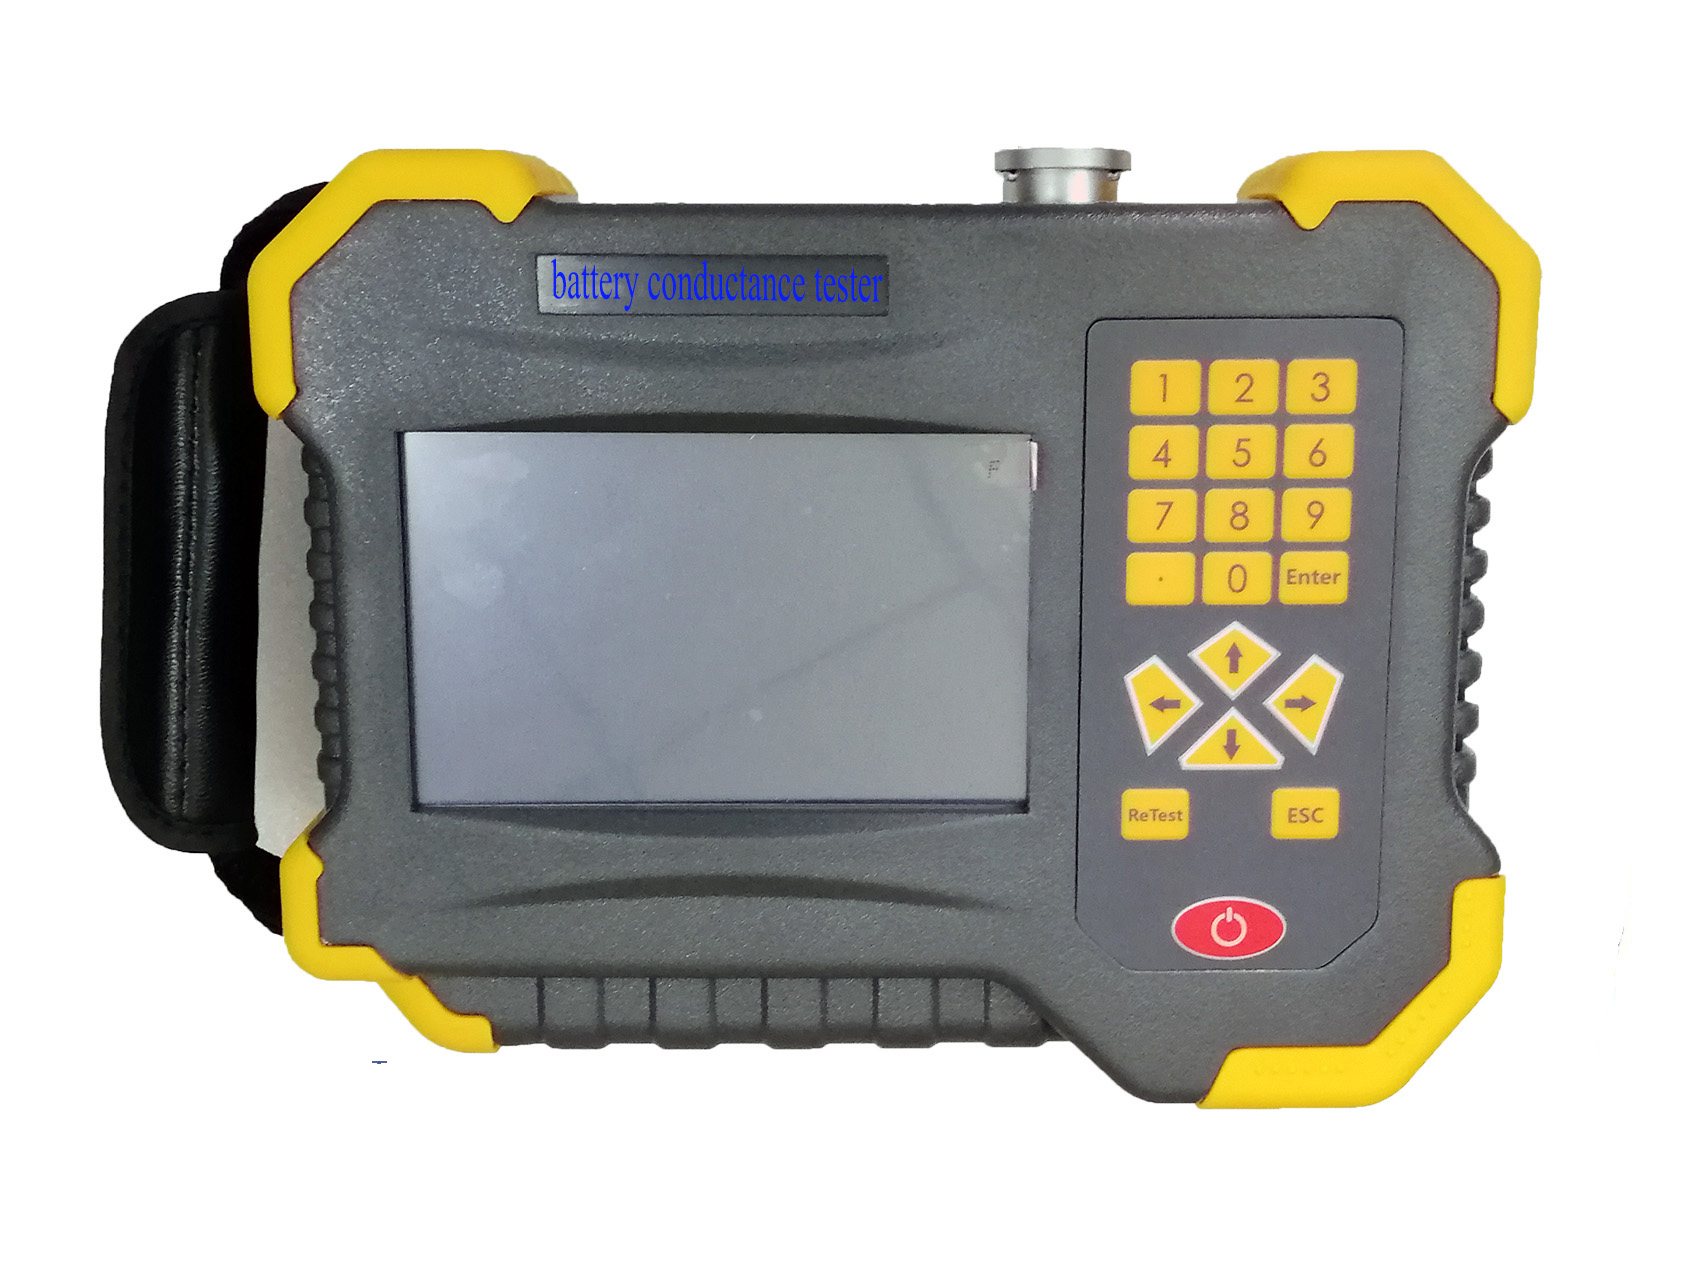 battery conductance tester
F
1 2 3
4 5 6
7 8 9
. 0 Enter
ReTest ESC